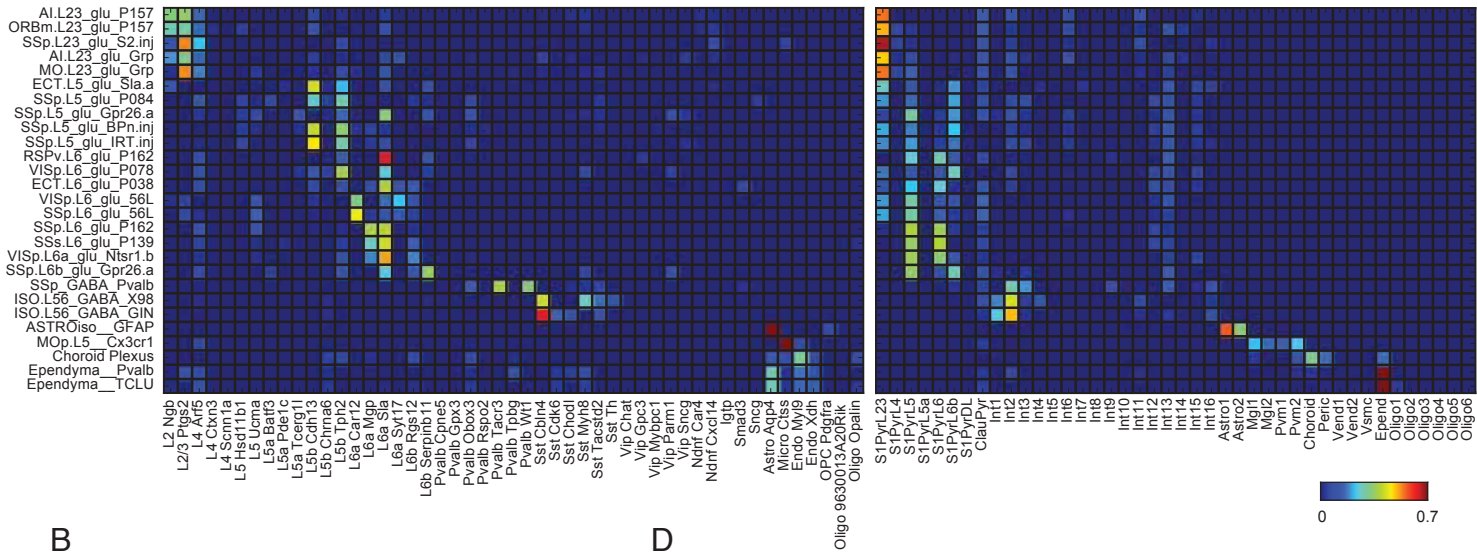 AI.L23_glu_P157
ORBm.L23_glu_P157
SSp.L23_glu_S2.inj
AI.L23_glu_Grp
MO.L23_glu_Grp
ECT.L5_glu_Sla.a
SSp.L5_glu_P084
SSp.L5_glu_Gpr26.a
SSp.L5_glu_BPn.inj
SSp.L5_glu_IRT.inj
RSPv.L6_glu_P162
VISp.L6_glu_P078
ECT.L6_glu_P038
VISp.L6_glu_56L
SSp.L6_glu_56L
SSp.L6_glu_P162
SSs.L6_glu_P139
VISp.L6a_glu_Ntsr1.b
SSp.L6b_glu_Gpr26.a
SSp_GABA_Pvalb
ISO.L56_GABA_X98
ISO.L56_GABA_GIN
ASTROiso__GFAP
MOp.L5__Cx3cr1
Choroid Plexus
Ependyma__Pvalb
Ependyma__TCLU
L2 Ngb
L2/3 Ptgs2
L4 Arf5
L4 Ctxn3
L4 Scnn1a
L5 Hsd11b1
L5 Ucma
L5a Batf3
L5a Pde1c
L5a Tcerg1l
L5b Cdh13
L5b Chrna6
L5b Tph2
L6a Car12
L6a Mgp
L6a Sla
L6a Syt17
L6b Rgs12
L6b Serpinb11
Pvalb Cpne5
Pvalb Gpx3
Pvalb Obox3
Pvalb Rspo2
Pvalb Tacr3
Pvalb Tpbg
Pvalb Wt1
Sst Cbln4
Sst Cdk6
Sst Chodl
Sst Myh8
Sst Tacstd2
Sst Th
Vip Chat
Vip Gpc3
Vip Mybpc1
Vip Parm1
Vip Sncg
Ndnf Car4
Ndnf Cxcl14
Igtp
Smad3
Sncg
Astro Aqp4
Micro Ctss
Endo Myl9
Endo Xdh
OPC Pdgfra
Oligo 9630013A20Rik
Oligo Opalin
S1PyrL23
S1PyrL4
S1PyrL5
S1PyrL5a
S1PyrL6
S1PyrL6b
S1PyrDL
ClauPyr
Int1
Int2
Int3
Int4
Int5
Int6
Int7
Int8
Int9
Int10
Int11
Int12
Int13
Int14
Int15
Int16
Astro1
Astro2
Mgl1
Mgl2
Pvm1
Pvm2
Choroid
Peric
Vend1
Vend2
Vsmc
Epend
Oligo1
Oligo2
Oligo3
Oligo4
Oligo5
Oligo6
0
0.7
B
D